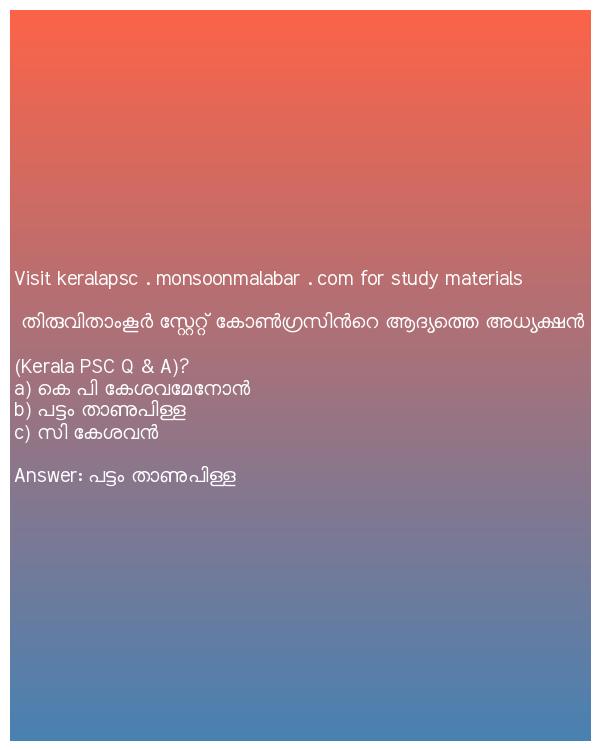 Visit keralapsc . monsoonmalabar . com for study materials
തിരുവിതാംകൂർ സ്റ്റേറ്റ് കോൺഗ്രസിൻറെ ആദ്യത്തെ അധ്യക്ഷൻ
(Kerala PSC Q & A)?
a) കെ പി കേശവമേനോൻ
b) പട്ടം താണുപിള്ള
c) സി കേശവൻ
Answer: പട്ടം താണുപിള്ള